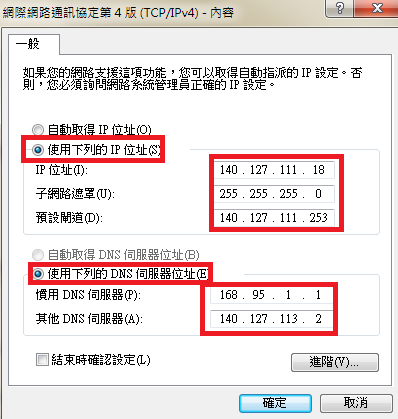 網際網路通訊協定第 4 版 (TCP/IPv4) - 內容
一般
如果您的網路支援這項功能，您可以取得自動指派的 IP 設定。否
則，您必須詢問網路系統管理員正確的 IP 設定。
自動取得 IP 位址(O)
使用下列的 IP 位址(S)
IP 位址(I): 140 . 127 . 111 . 18
子網路遮罩(U): 255 . 255 . 255 . 0
預設閘道(D): 140 . 127 . 111 . 253
自動取得 DNS 伺服器位址(B)
使用下列的 DNS 伺服器位址(E)
慣用 DNS 伺服器(P): 168 . 95 . 1 . 1
其他 DNS 伺服器(A): 140 . 127 . 113 . 2
結束時確認設定(L)
進階(V)...
確定
取消